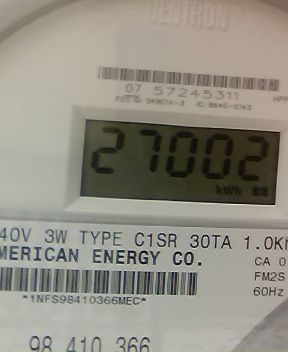 CENTRON®
07 57245311
27002
kWh
40V 3W TYPE C1SR 30TA 1.0K
MERICAN ENERGY CO.
CA 0
FM2S
*1NFS98410366MEC*
60Hz
98 410 366